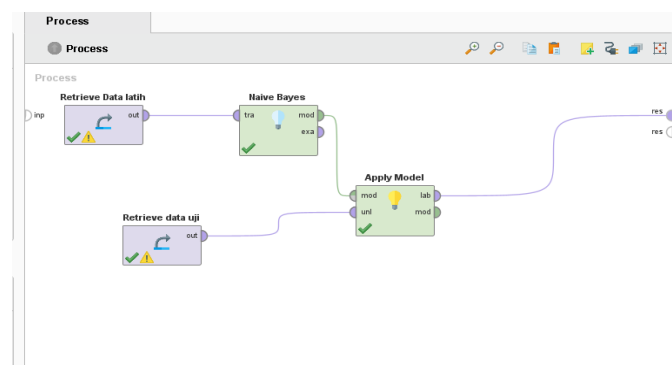 Process
Process
Process
Retrieve Data latih
out
inp
Naive Bayes
tra
mod
exa
Apply Model
mod
lab
unl
mod
Retrieve data uji
out
res
res